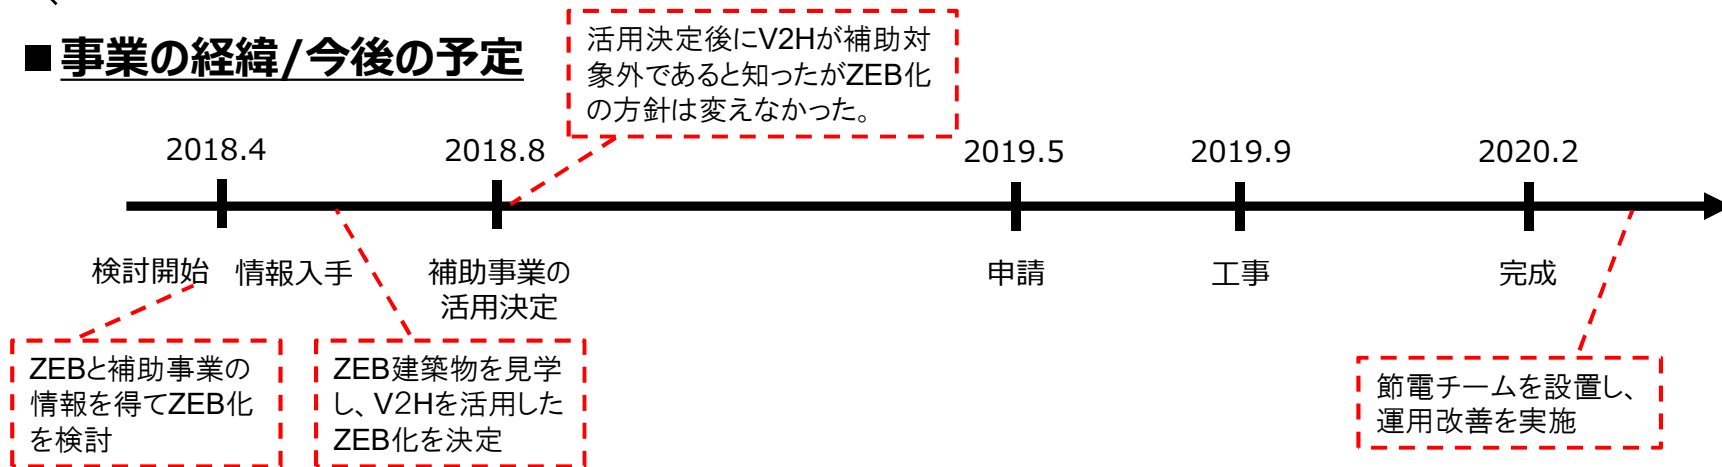 ■事業の経緯/今後の予定
活用決定後にV2Hが補助対
象外であると知ったがZEB化
の方針は変えなかった。
2018.4
2018.8
2019.5
2019.9
2020.2
検討開始
情報入手
補助事業の
活用決定
申請
工事
完成
ZEBと補助事業の
情報を得てZEB化
を検討
ZEB建築物を見学
し、V2Hを活用した
ZEB化を決定
節電チームを設置し、
運用改善を実施